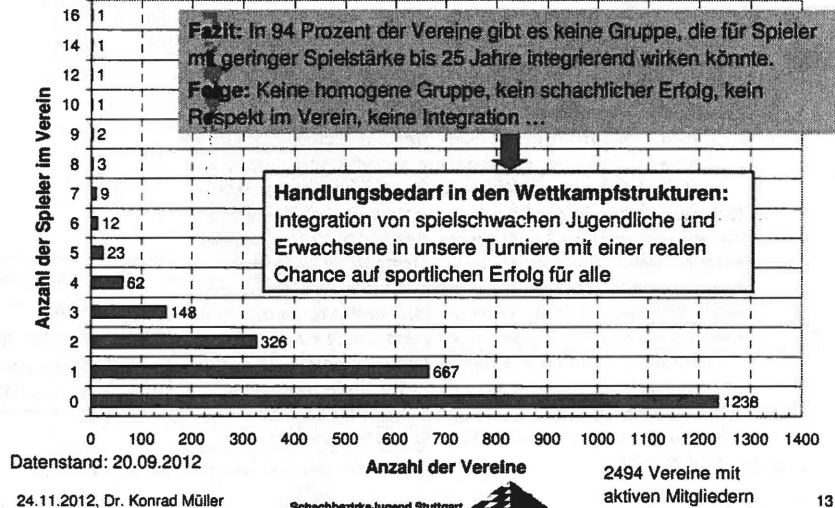 16 1
14 1
12 1
10 1
9 2
8 3
7 9
6 12
5 23
4 62
3 148
2 326
1 667
0 1238
Anzahl der Spieler im Verein
Fazit: In 94 Prozent der Vereine gibt es keine Gruppe, die für Spieler
mit geringer Spielstärke bis 25 Jahre integrierend wirken könnte.
Folge: Keine homogene Gruppe, kein schachlicher Erfolg, kein
Respekt im Verein, keine Integration ...
Handlungsbedarf in den Wettkampfstrukturen:
Integration von spielschwachen Jugendliche und
Erwachsene in unsere Turniere mit einer realen
Chance auf sportlichen Erfolg für alle
0 100 200 300 400 500 600 700 800 900 1000 1100 1200 1300 1400
Datenstand: 20.09.2012
Anzahl der Vereine
2494 Vereine mit
aktiven Mitgliedern
24.11.2012, Dr. Konrad Müller
Schachbezirksjugend Stuttgart
13